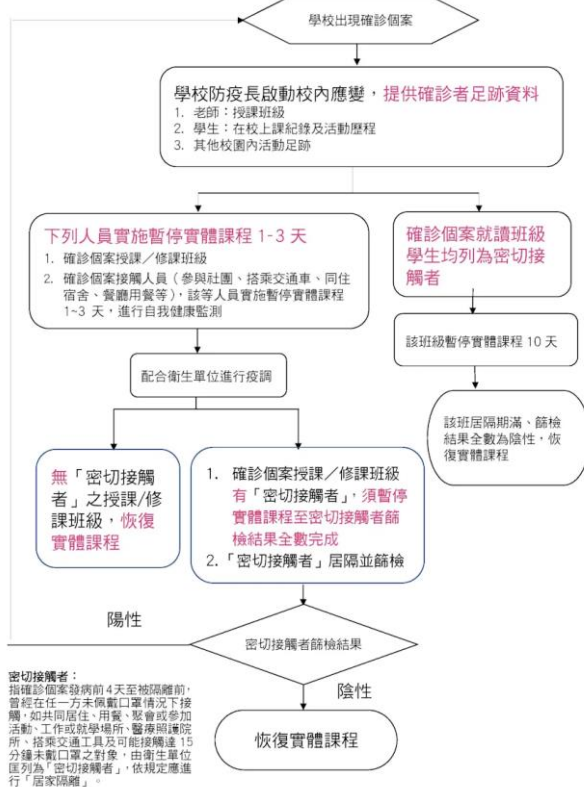 學校出現確診個案
學校防疫長啟動校內應變，提供確診者足跡資料
1. 老師：授課班級
2. 學生：在校上課紀錄及活動歷程
3. 其他校園內活動足跡
下列人員實施暫停實體課程 1-3 天
1. 確診個案授課／修課班級
2. 確診個案接觸人員（參與社團、搭乘交通車、同住
宿舍、餐廳用餐等），該等人員實施暫停實體課程
1~3 天，進行自我健康監測
確診個案就讀班級
學生均列為密切接
觸者
該班級暫停實體課程 10 天
配合衛生單位進行疫調
該班居隔期滿、篩檢
結果全數為陰性，恢
復實體課程
無「密切接觸
者」之授課/修
課班級，恢復
實體課程
1. 確診個案授課／修課班級
有「密切接觸者」，須暫停
實體課程至密切接觸者篩
檢結果全數完成
2.「密切接觸者」居隔並篩檢
陽性
密切接觸者篩檢結果
陰性
恢復實體課程
密切接觸者：
指確診個案發病前4天至被隔離前，
曾經在任一方未佩戴口罩情況下接
觸，如共同居住、用餐、聚會或參加
活動、工作或就學場所、醫療照護院
所、搭乘交通工具及可能接觸達 15
分鐘未戴口罩之對象，由衛生單位
匡列為「密切接觸者」，依規定應進
行「居家隔離」。